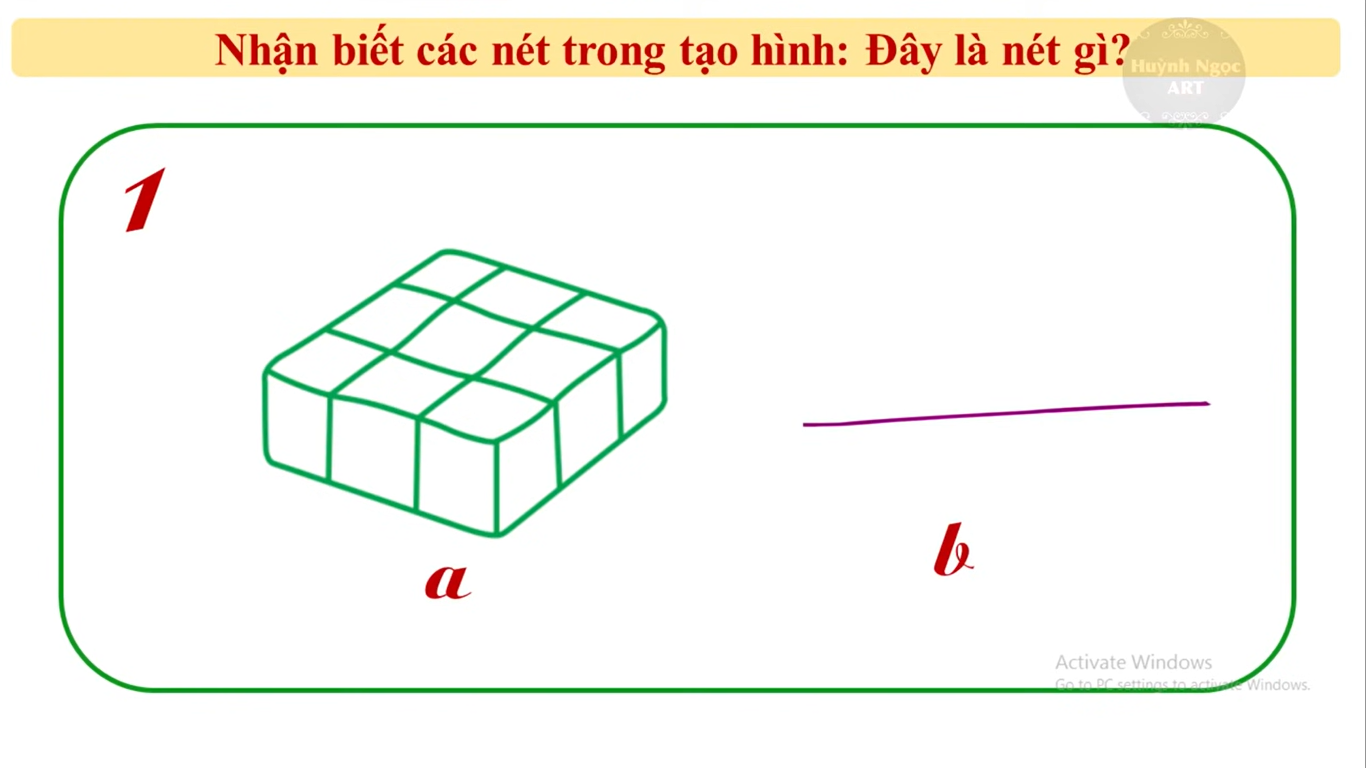 Nhận biết các nét trong tạo hình: Đây là nét gì?
Huỳnh Ngọc
ART
1
a
b
Activate Windows
Go to PC settings to activate Windows.